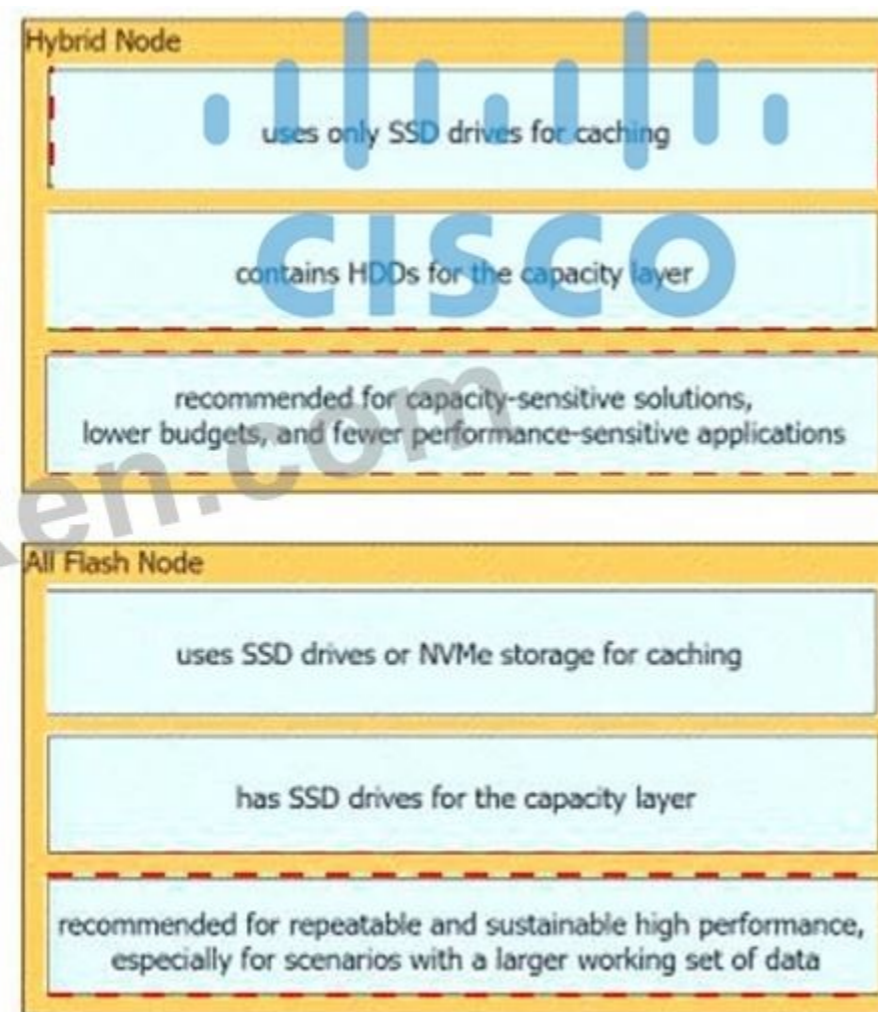 Hybrid Node
uses only SSD drives for caching
CISCO
contains HDDs for the capacity layer
recommended for capacity-sensitive solutions,
lower budgets, and fewer performance-sensitive applications
en.com
All Flash Node
uses SSD drives or NVMe storage for caching
has SSD drives for the capacity layer
recommended for repeatable and sustainable high performance,
especially for scenarios with a larger working set of data